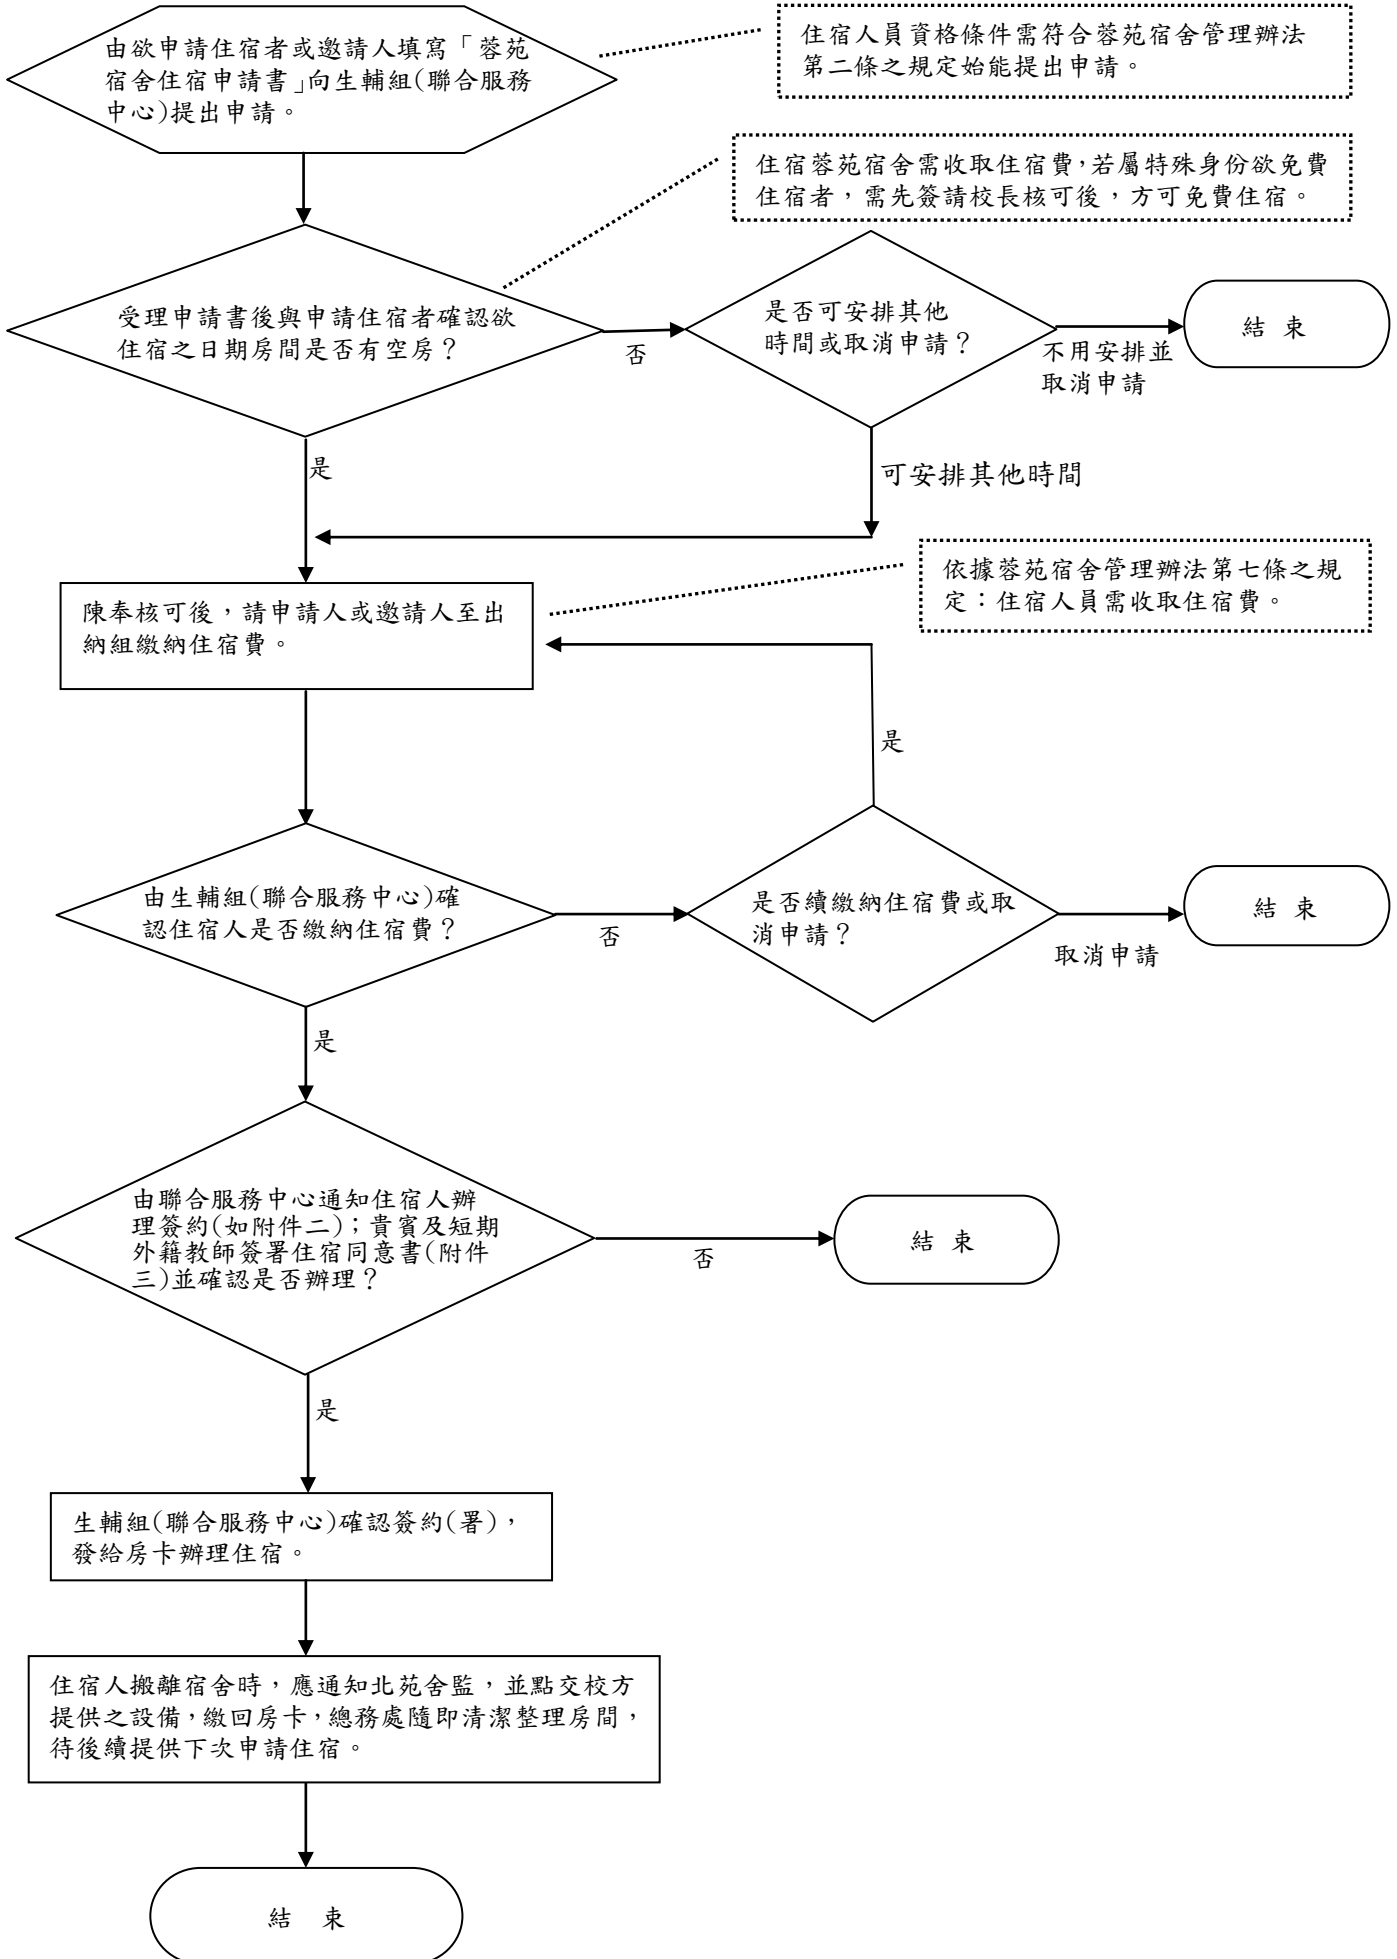 由欲申請住宿者或邀請人填寫「蓉苑
宿舍住宿申請書」向生輔組(聯合服務
中心)提出申請。
住宿人員資格條件需符合蓉苑宿舍管理辦法
第二條之規定始能提出申請。
住宿蓉苑宿舍需收取住宿費,若屬特殊身份欲免費
住宿者,需先簽請校長核可後,方可免費住宿。
受理申請書後與申請住宿者確認欲
住宿之日期房間是否有空房?
否
是否可安排其他
時間或取消申請?
不用安排並
取消申請
結 束
是
可安排其他時間
依據蓉苑宿舍管理辦法第七條之規
定:住宿人員需收取住宿費。
陳奉核可後,請申請人或邀請人至出
納組繳納住宿費。
是
由生輔組(聯合服務中心)確
認住宿人是否繳納住宿費?
否
是否續繳納住宿費或取
消申請?
取消申請
結 束
是
由聯合服務中心通知住宿人辦
理簽約(如附件二);貴賓及短期
外籍教師簽署住宿同意書(附件
三)並確認是否辦理?
否
結 束
是
生輔組(聯合服務中心)確認簽約(署),
發給房卡辦理住宿。
住宿人搬離宿舍時,應通知北苑舍監,並點交校方
提供之設備,繳回房卡,總務處隨即清潔整理房間,
待後續提供下次申請住宿。
結 束